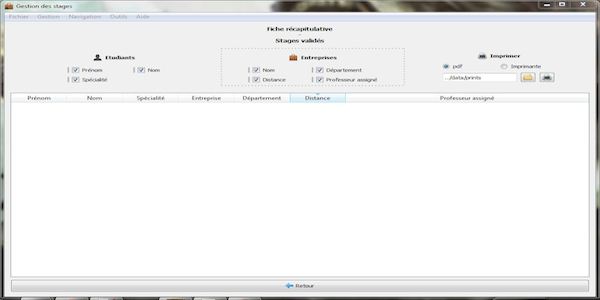 Gestion des stages
Fichier Gestion Navigation Outils Aide
Fiche récapitulative
Stages validés
Etudiants
Prénom Nom
Spécialité
Entreprises
Nom Département
Distance Professeur assigné
Imprimer
pdf Imprimante
../data/prints
Prénom Nom Spécialité Entreprise Département Distance Professeur assigné
Retour